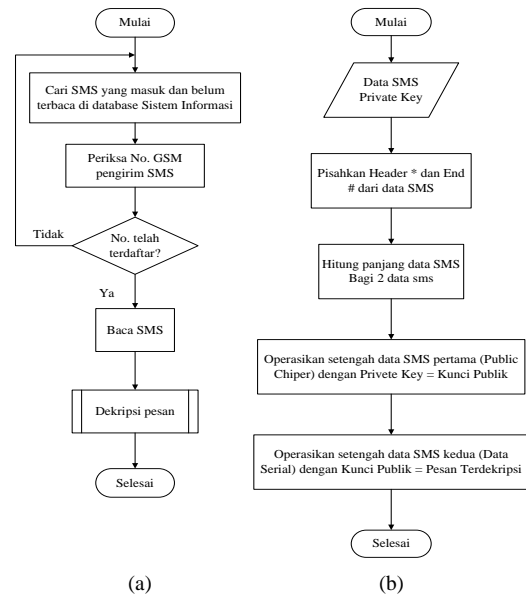 Mulai
Cari SMS yang masuk dan belum
terbaca di database Sistem Informasi
Periksa No. GSM
pengirim SMS
Tidak
No. telah
terdaftar?
Ya
Baca SMS
Dekripsi pesan
Selesai
(a)
Mulai
Data SMS
Private Key
Pisahkan Header * dan End
# dari data SMS
Hitung panjang data SMS
Bagi 2 data sms
Operasikan setengah data SMS pertama (Public
Chiper) dengan Privete Key = Kunci Publik
Operasikan setengah data SMS kedua (Data
Serial) dengan Kunci Publik = Pesan Terdekripsi
Selesai
(b)